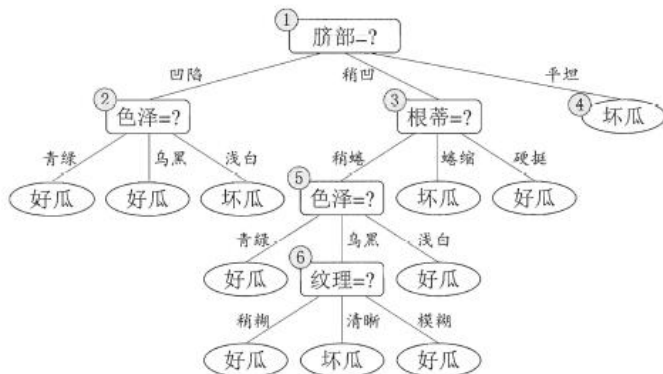 ① 脐部=?
凹陷 稍凹 平坦
② 色泽=? ③ 根蒂=? ④ 坏瓜
青绿 乌黑 浅白 稍蜷 蜷缩 硬挺
好瓜 好瓜 坏瓜 ⑤ 色泽=? 坏瓜 好瓜
青绿 乌黑 浅白
好瓜 ⑥ 纹理=? 好瓜
稍糊 清晰 模糊
好瓜 坏瓜 好瓜